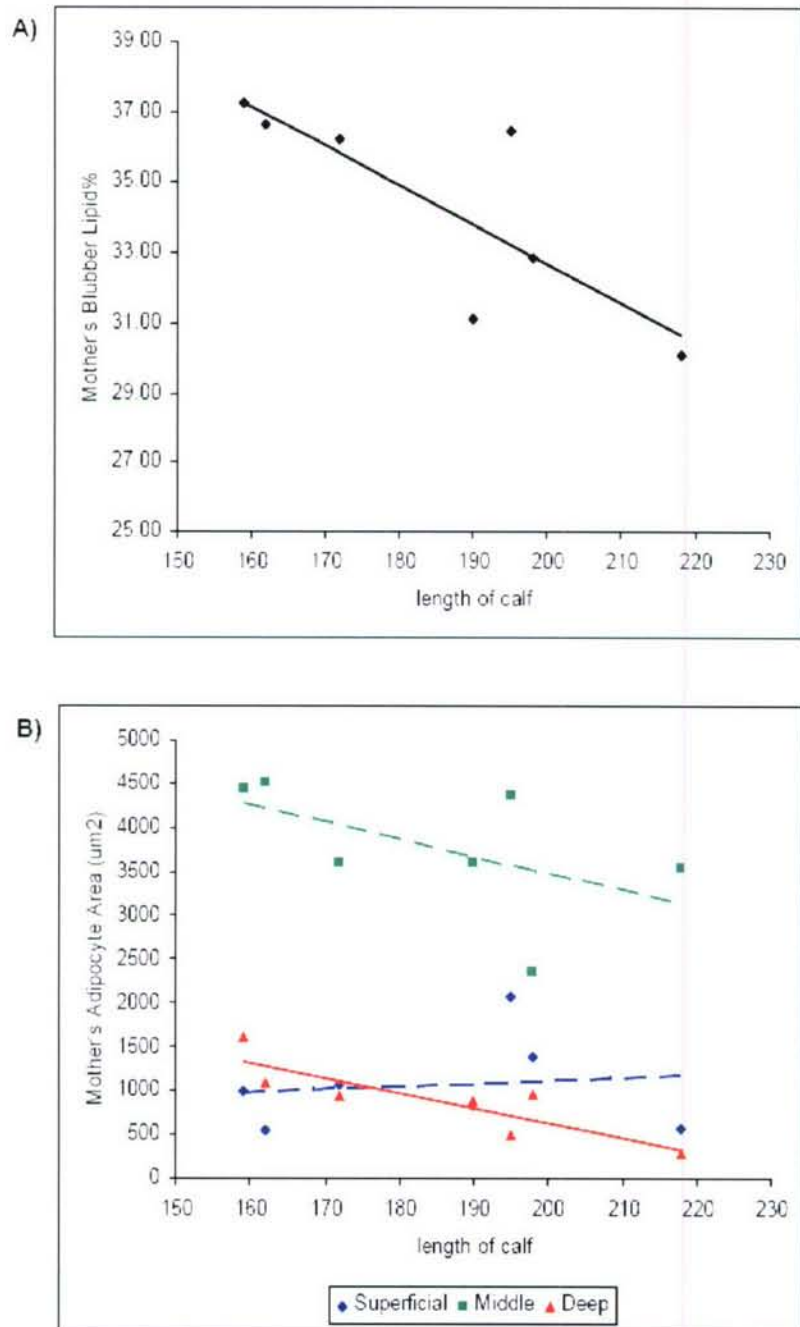 A)
Mother's Blubber Lipid%
39.00
37.00
35.00
33.00
31.00
29.00
27.00
25.00
150 160 170 180 190 200 210 220 230
length of calf
B)
Mother's Adipocyte Area (um2)
5000
4500
4000
3500
3000
2500
2000
1500
1000
500
0
150 160 170 180 190 200 210 220 230
length of calf
Superficial Middle Deep